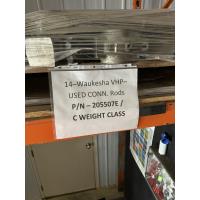 14–Waukesha VHP–
USED CONN. Rods
P/N – 205507E /
C WEIGHT CLASS